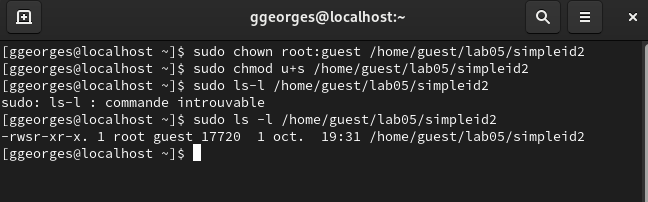 ggeorges@localhost:~
[ggeorges@localhost ~]$ sudo chown root:guest /home/guest/lab05/simpleid2
[ggeorges@localhost ~]$ sudo chmod u+s /home/guest/lab05/simpleid2
[ggeorges@localhost ~]$ sudo ls-l /home/guest/lab05/simpleid2
sudo: ls-l : commande introuvable
[ggeorges@localhost ~]$ sudo ls -l /home/guest/lab05/simpleid2
-rwsr-xr-x. 1 root guest 17720  1 oct.  19:31 /home/guest/lab05/simpleid2
[ggeorges@localhost ~]$